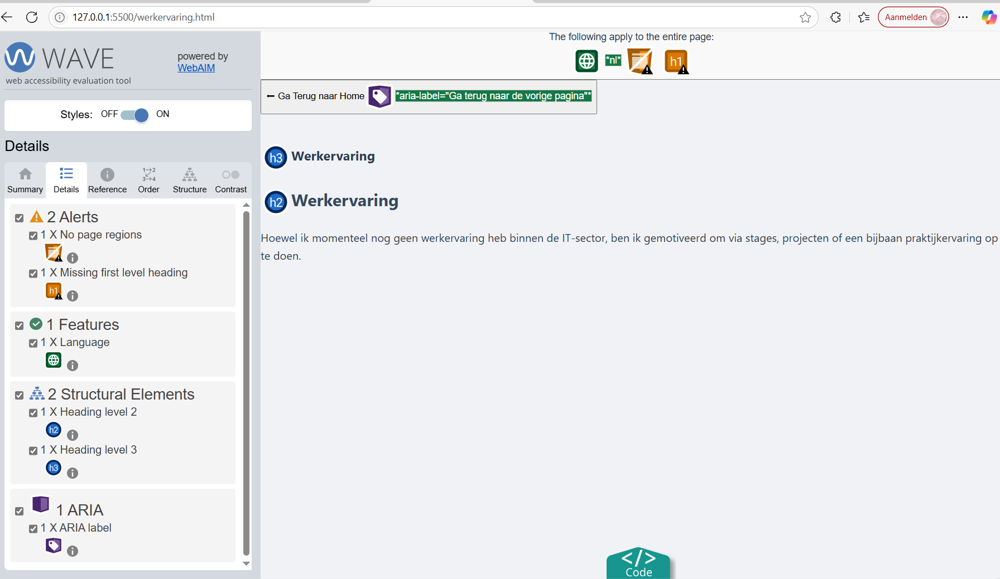 127.0.0.1:5500/werkervaring.html
Aanmelden
WAVE
powered by
WebAIM
web accessibility evaluation tool
Styles: OFF ON
Details
Summary Details Reference Order Structure Contrast
1→2
3→4
2 Alerts
1 X No page regions
1 X Missing first level heading
h1
1 Features
1 X Language
2 Structural Elements
1 X Heading level 2
h2
1 X Heading level 3
h3
1 ARIA
1 X ARIA label
The following apply to the entire page:
*nl* h1
← Ga Terug naar Home *aria-label="Ga terug naar de vorige pagina"*
h3 Werkervaring
h2 Werkervaring
Hoewel ik momenteel nog geen werkervaring heb binnen de IT-sector, ben ik gemotiveerd om via stages, projecten of een bijbaan praktijkervaring op
te doen.
</>
Code